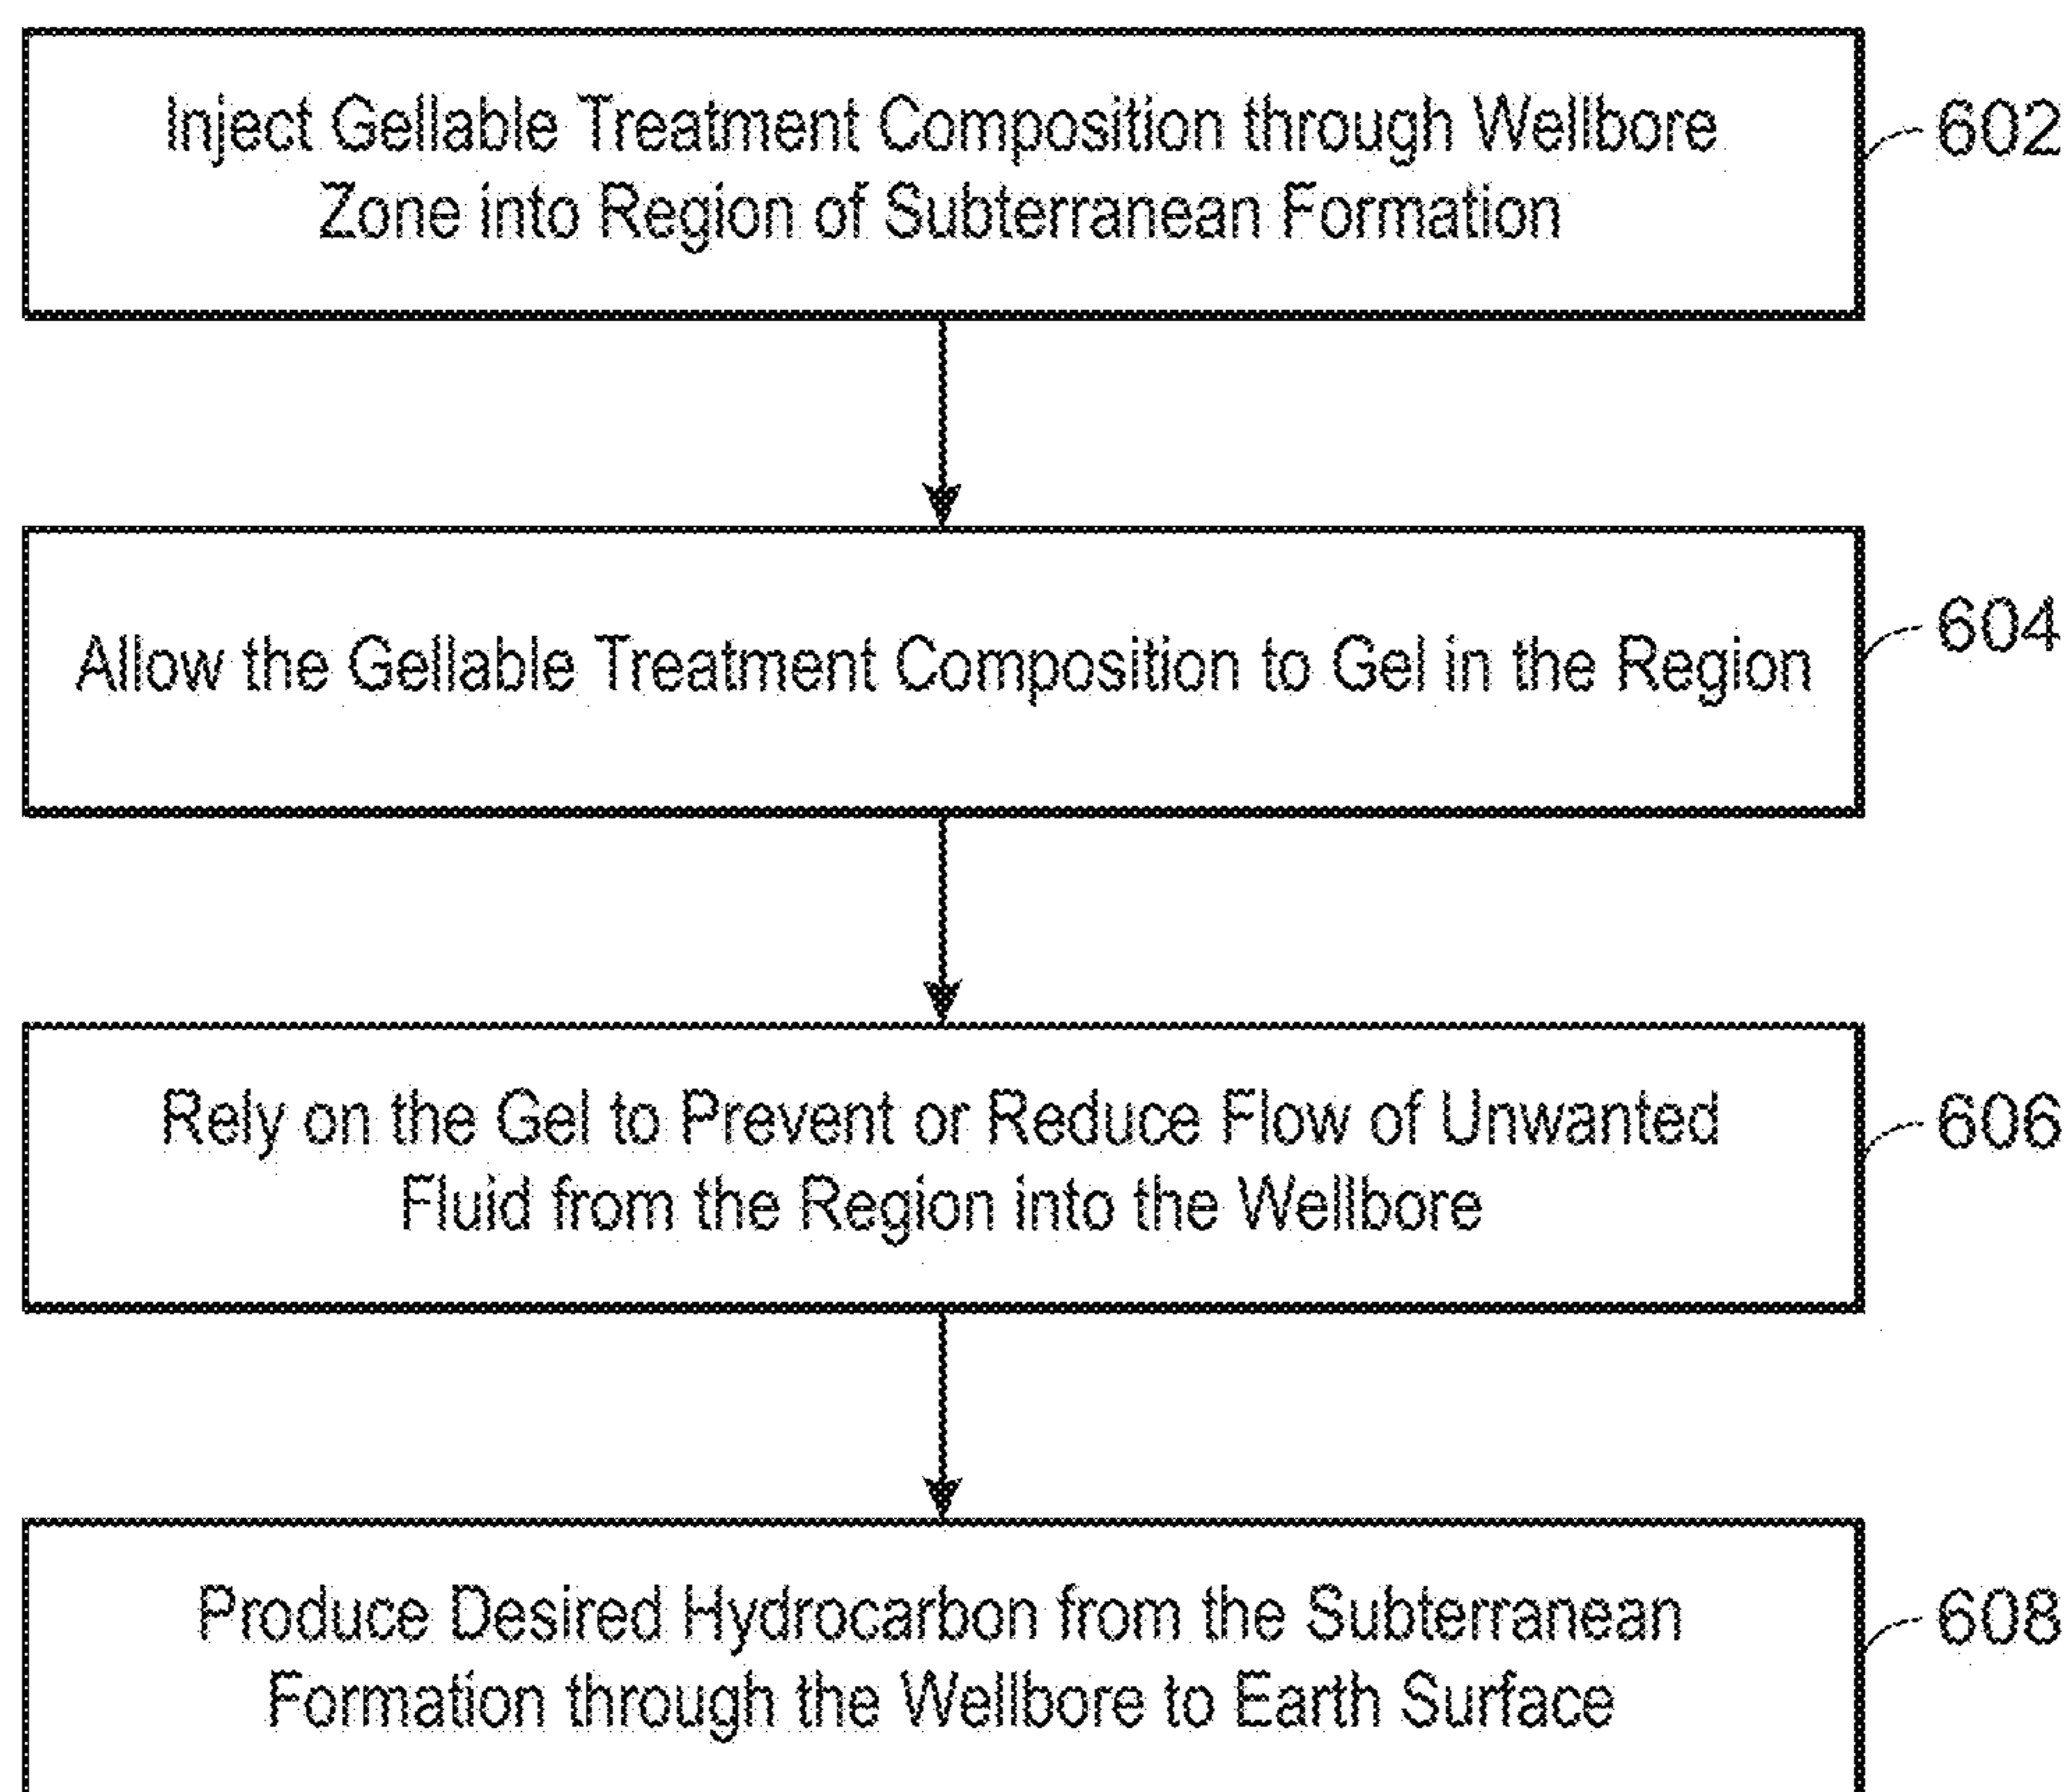 Inject Gellable Treatment Composition through Wellbore
Zone into Region of Subterranean Formation
602
Allow the Gellable Treatment Composition to Gel in the Region
604
Rely on the Gel to Prevent or Reduce Flow of Unwanted
Fluid from the Region into the Wellbore
606
Produce Desired Hydrocarbon from the Subterranean
Formation through the Wellbore to Earth Surface
608